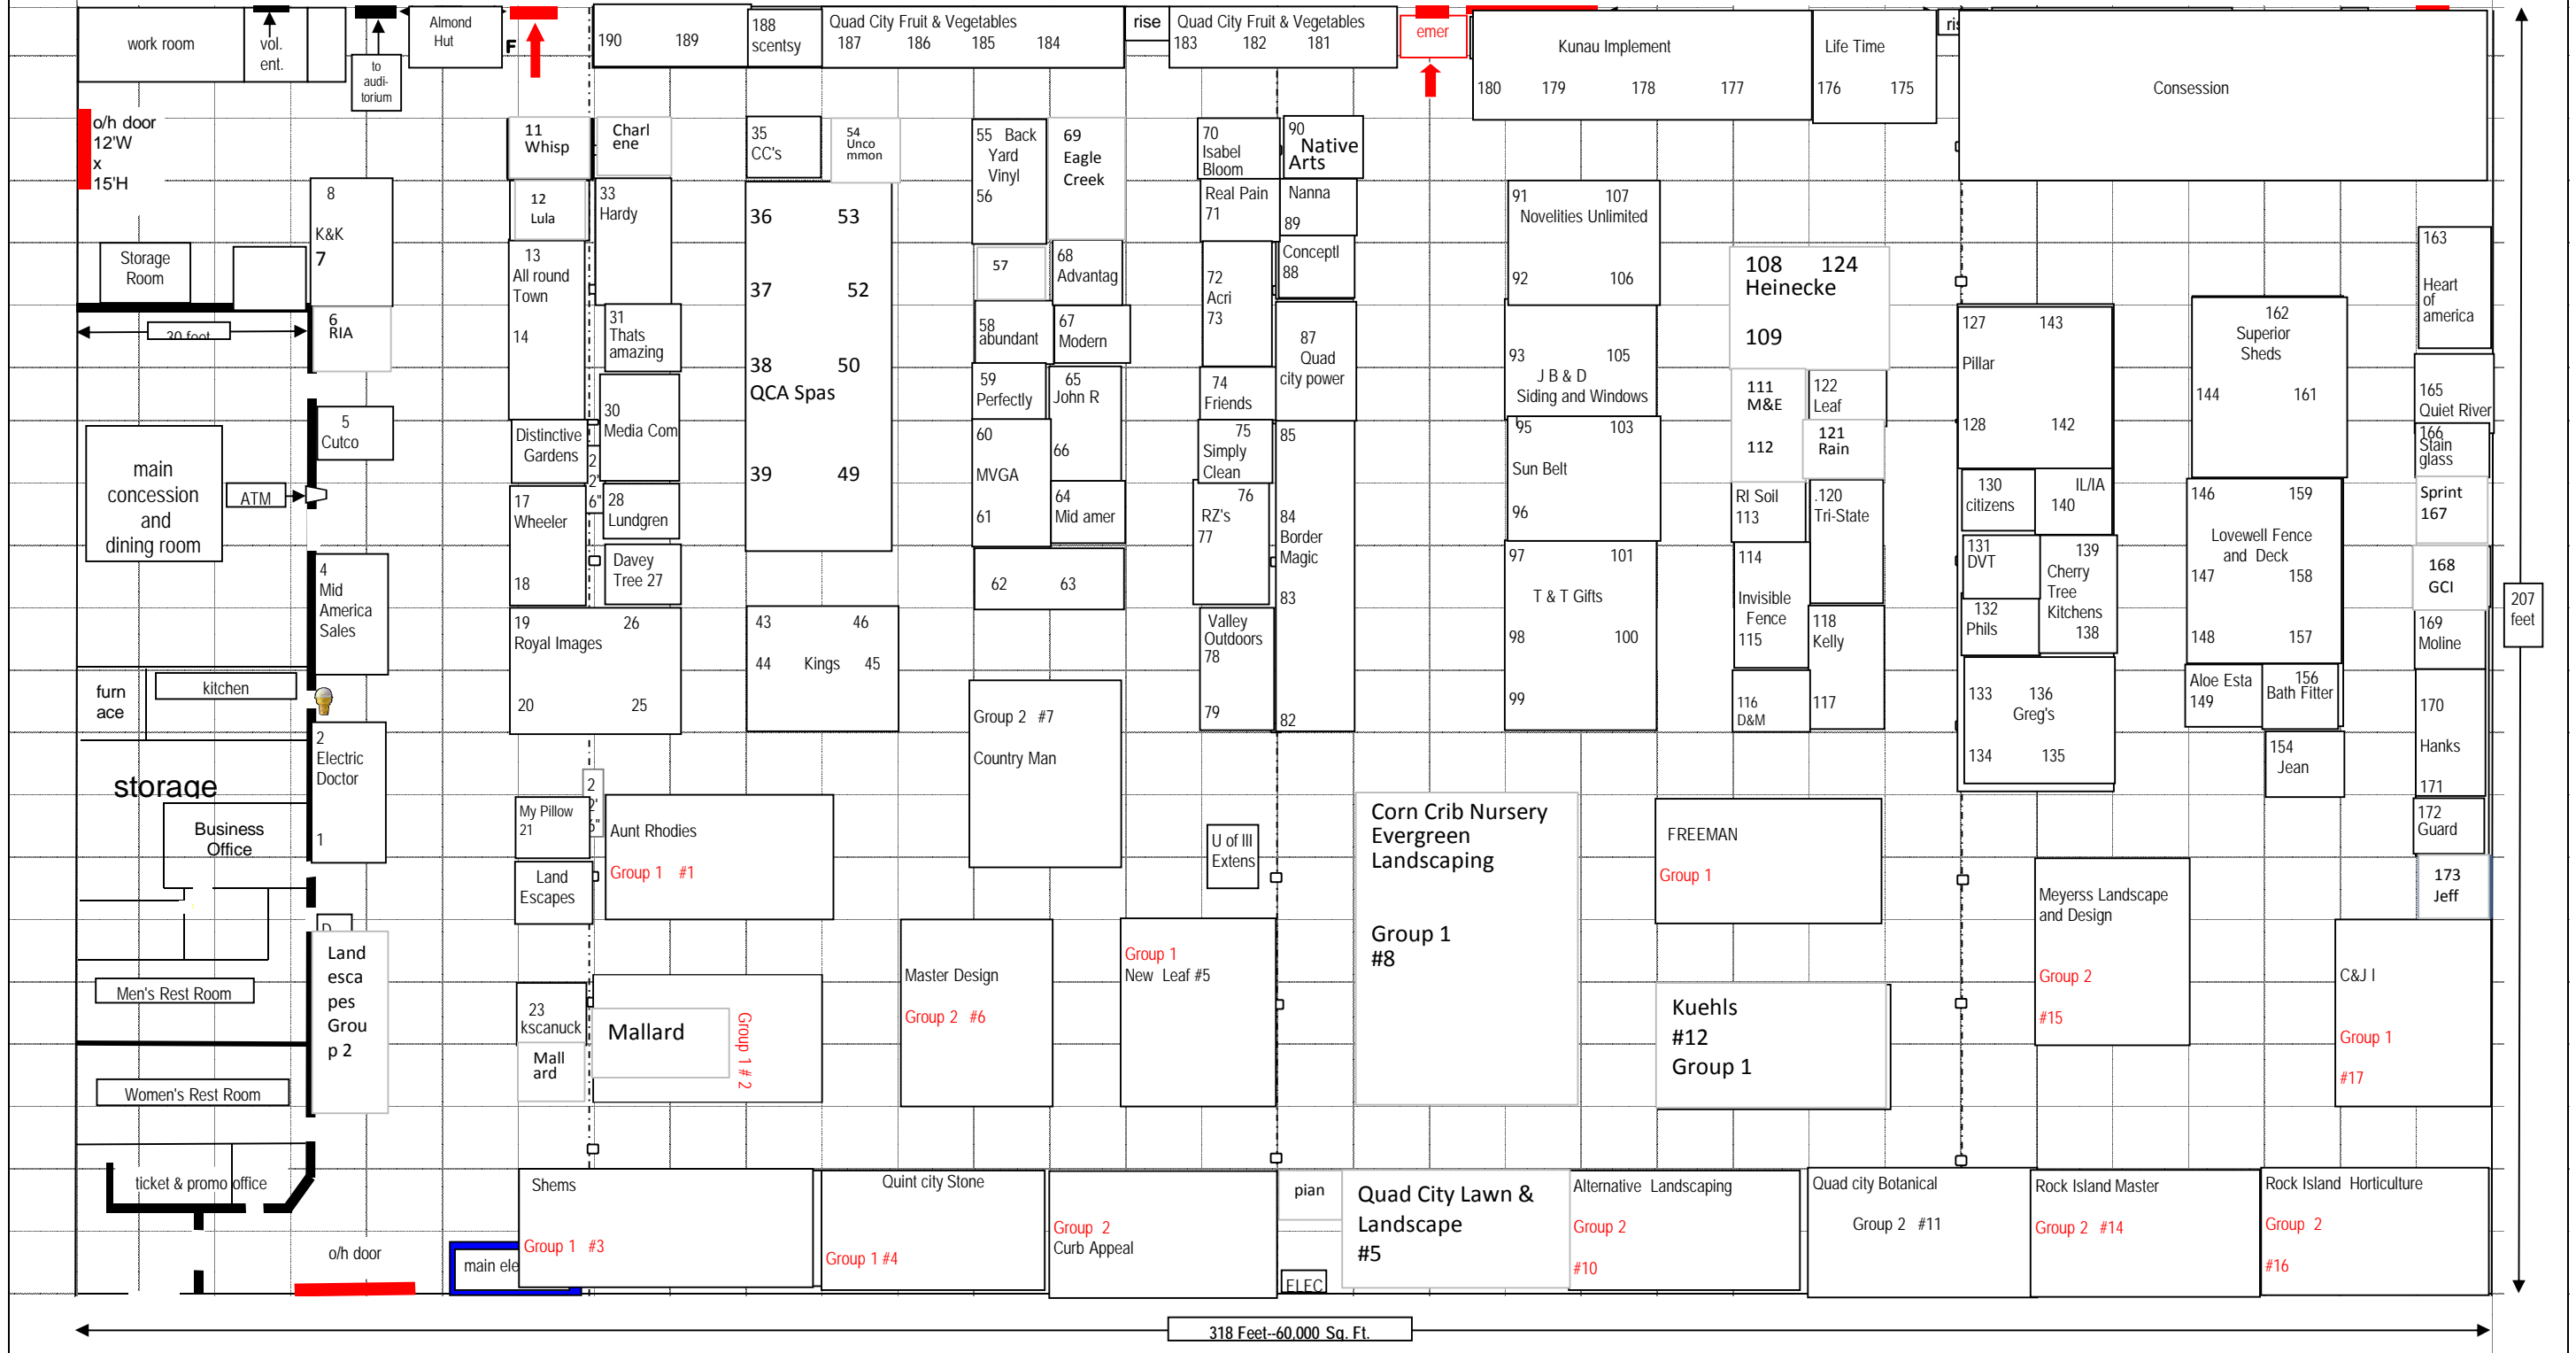 work room
vol.
ent.
to
audi-
torium
Almond
Hut
F
190 189
188
scentsy
Quad City Fruit & Vegetables
187 186 185 184
rise
Quad City Fruit & Vegetables
183 182 181
emer
Kunau Implement
180 179 178 177
Life Time
176 175
Consession
o/h door
12'W
x
15'H
8
K&K
7
Storage
Room
30 feet
6
RIA
5
Cutco
main
concession
and
dining room
ATM
4
Mid
America
Sales
furn
ace
kitchen
2
Electric
Doctor
1
storage
Business
Office
D
Land
esca
pes
Grou
p 2
Men's Rest Room
Women's Rest Room
ticket & promo office
o/h door
main ele
11
Whisp
12
Lula
13
All round
Town
14
Distinctive
Gardens
17
Wheeler
18
19 26
Royal Images
20 25
My Pillow
21
Land
Escapes
23
kscanuck
Mall
ard
Charl
ene
33
Hardy
31
Thats
amazing
30
Media Com
2
2'
6"
28
Lundgren
Davey
Tree 27
2
2'
6"
Aunt Rhodies
Group 1 #1
Mallard
Group 1 # 2
35
CC's
54
Unco
mmon
36 53
37 52
38 50
QCA Spas
39 49
43 46
44 Kings 45
55 Back
Yard
Vinyl
56
69
Eagle
Creek
57
68
Advantag
58
abundant
67
Modern
59
Perfectly
65
John R
66
60
MVGA
61
64
Mid amer
62 63
Group 2 #7
Country Man
Master Design
Group 2 #6
Group 1
New Leaf #5
70
Isabel
Bloom
90
Native
Arts
Real Pain
71
Nanna
89
72
Acri
73
Conceptl
88
87
Quad
city power
74
Friends
75
Simply
Clean
76
RZ's
77
Valley
Outdoors
78
79
85
84
Border
Magic
83
82
U of Ill
Extens
Corn Crib Nursery
Evergreen
Landscaping
Group 1
#8
91 107
Novelities Unlimited
92 106
93 105
J B & D
Siding and Windows
95 103
Sun Belt
96
97 101
T & T Gifts
98 100
99
108 124
Heinecke
109
111
M&E
112
122
Leaf
121
Rain
RI Soil
113
.120
Tri-State
114
Invisible
Fence
115
118
Kelly
117
116
D&M
FREEMAN
Group 1
Kuehls
#12
Group 1
127 143
Pillar
128 142
130
citizens
IL/IA
140
131
DVT
139
Cherry
Tree
Kitchens
138
132
Phils
133 136
Greg's
134 135
162
Superior
Sheds
144 161
146 159
Lovewell Fence
and Deck
147 158
148 157
Aloe Esta
149
156
Bath Fitter
154
Jean
Meyerss Landscape
and Design
Group 2
#15
163
Heart
of
america
165
Quiet River
166
Stain
glass
Sprint
167
168
GCI
169
Moline
170
Hanks
171
172
Guard
173
Jeff
C&J I
Group 1
#17
207
feet
Shems
Group 1 #3
Quint city Stone
Group 1 #4
Group 2
Curb Appeal
pian
ELEC
Quad City Lawn &
Landscape
#5
Alternative Landscaping
Group 2
#10
Quad city Botanical
Group 2 #11
Rock Island Master
Group 2 #14
Rock Island Horticulture
Group 2
#16
318 Feet--60,000 Sq. Ft.